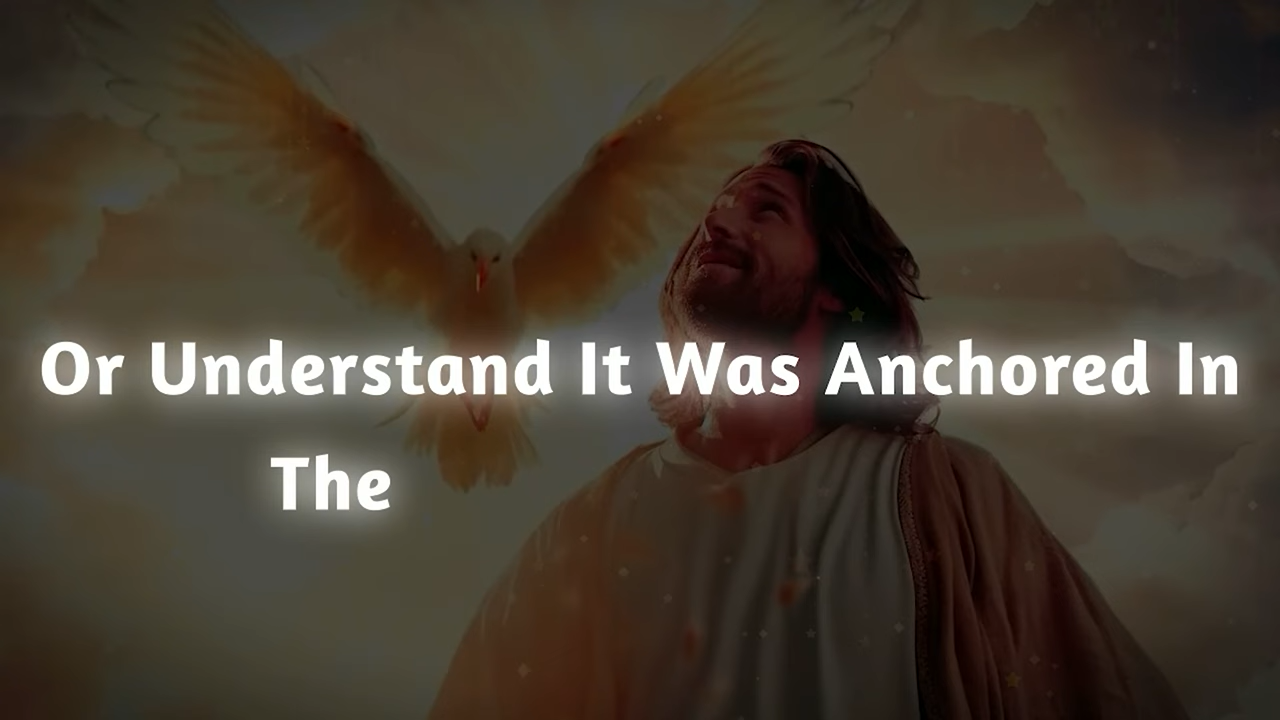 Or Understand It Was Anchored In
The